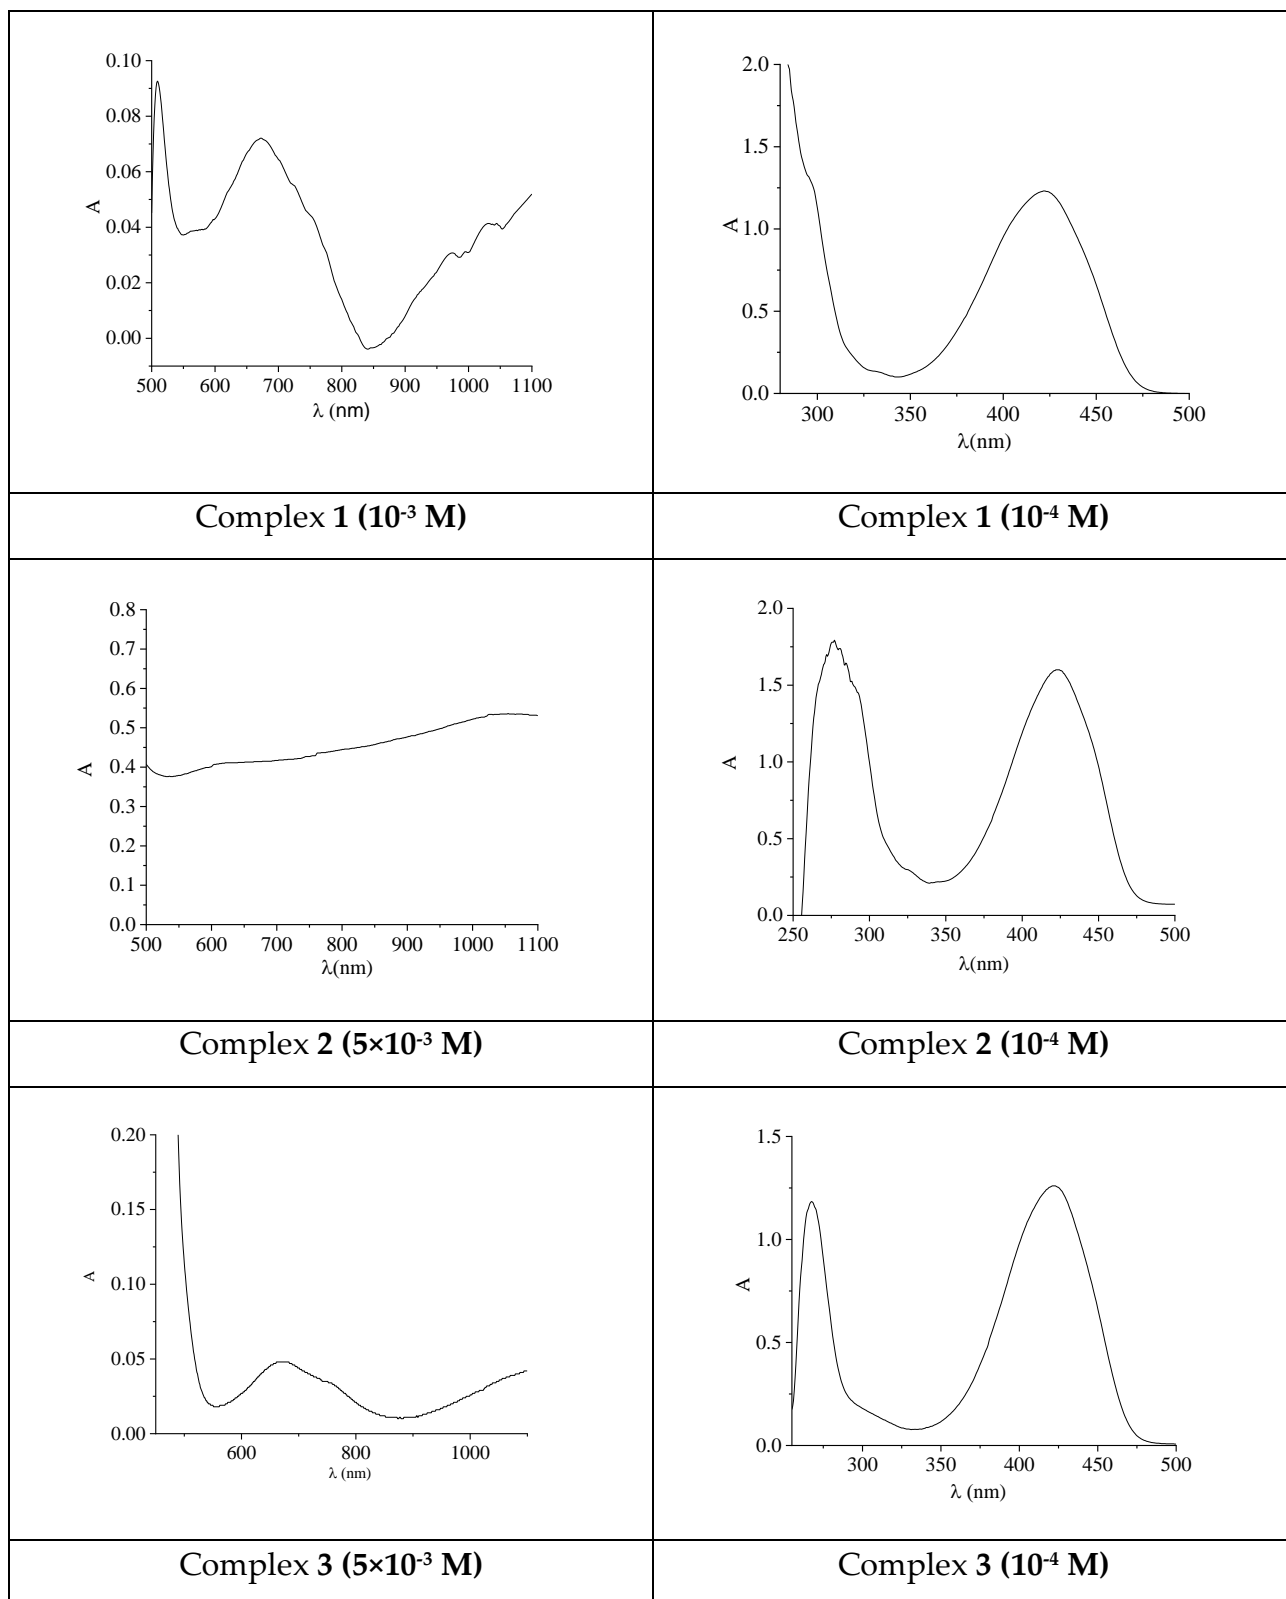 0.10
0.08
0.06
0.04
0.02
0.00
A
500 600 700 800 900 1000 1100
λ (nm)
2.0
1.5
1.0
0.5
0.0
A
300 350 400 450 500
λ(nm)
Complex 1 (10⁻³ M)
Complex 1 (10⁻⁴ M)
0.8
0.7
0.6
0.5
0.4
0.3
0.2
0.1
0.0
A
500 600 700 800 900 1000 1100
λ(nm)
2.0
1.5
1.0
0.5
0.0
A
250 300 350 400 450 500
λ(nm)
Complex 2 (5×10⁻³ M)
Complex 2 (10⁻⁴ M)
0.20
0.15
0.10
0.05
0.00
A
600 800 1000
λ (nm)
1.5
1.0
0.5
0.0
A
300 350 400 450 500
λ (nm)
Complex 3 (5×10⁻³ M)
Complex 3 (10⁻⁴ M)